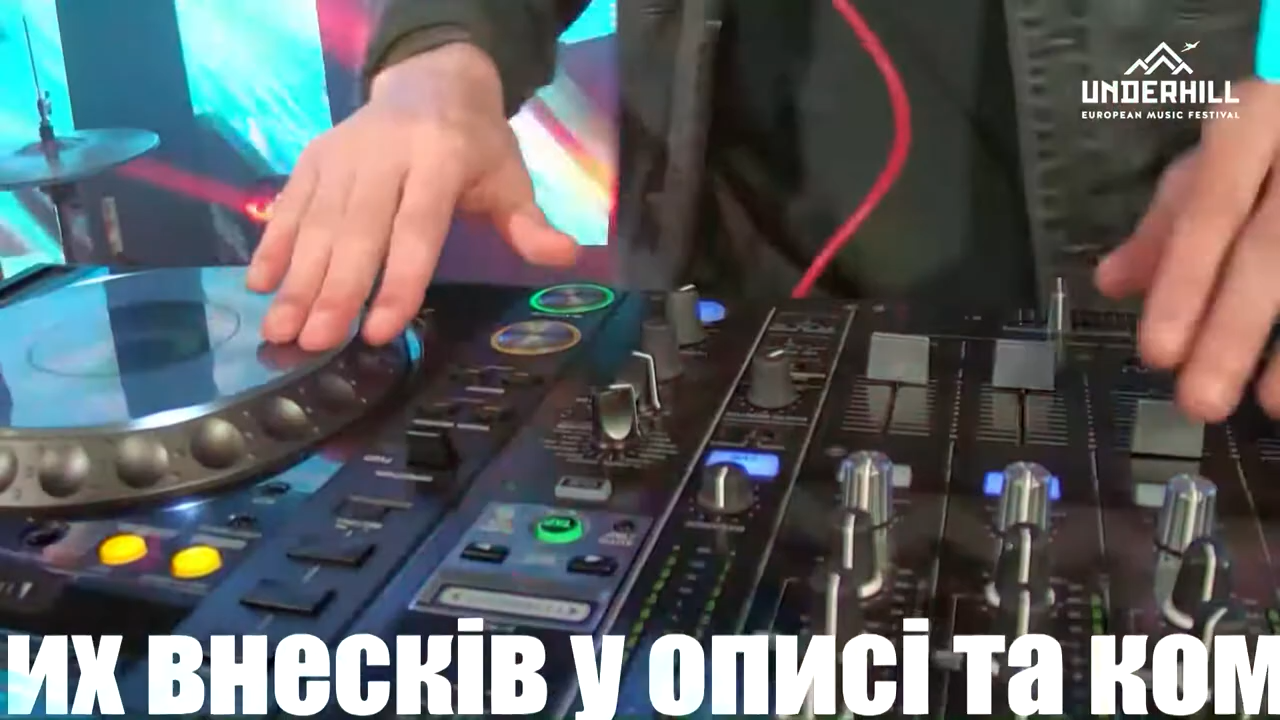 UNDERHILL
EUROPEAN MUSIC FESTIVAL
их внесків у описі та ком